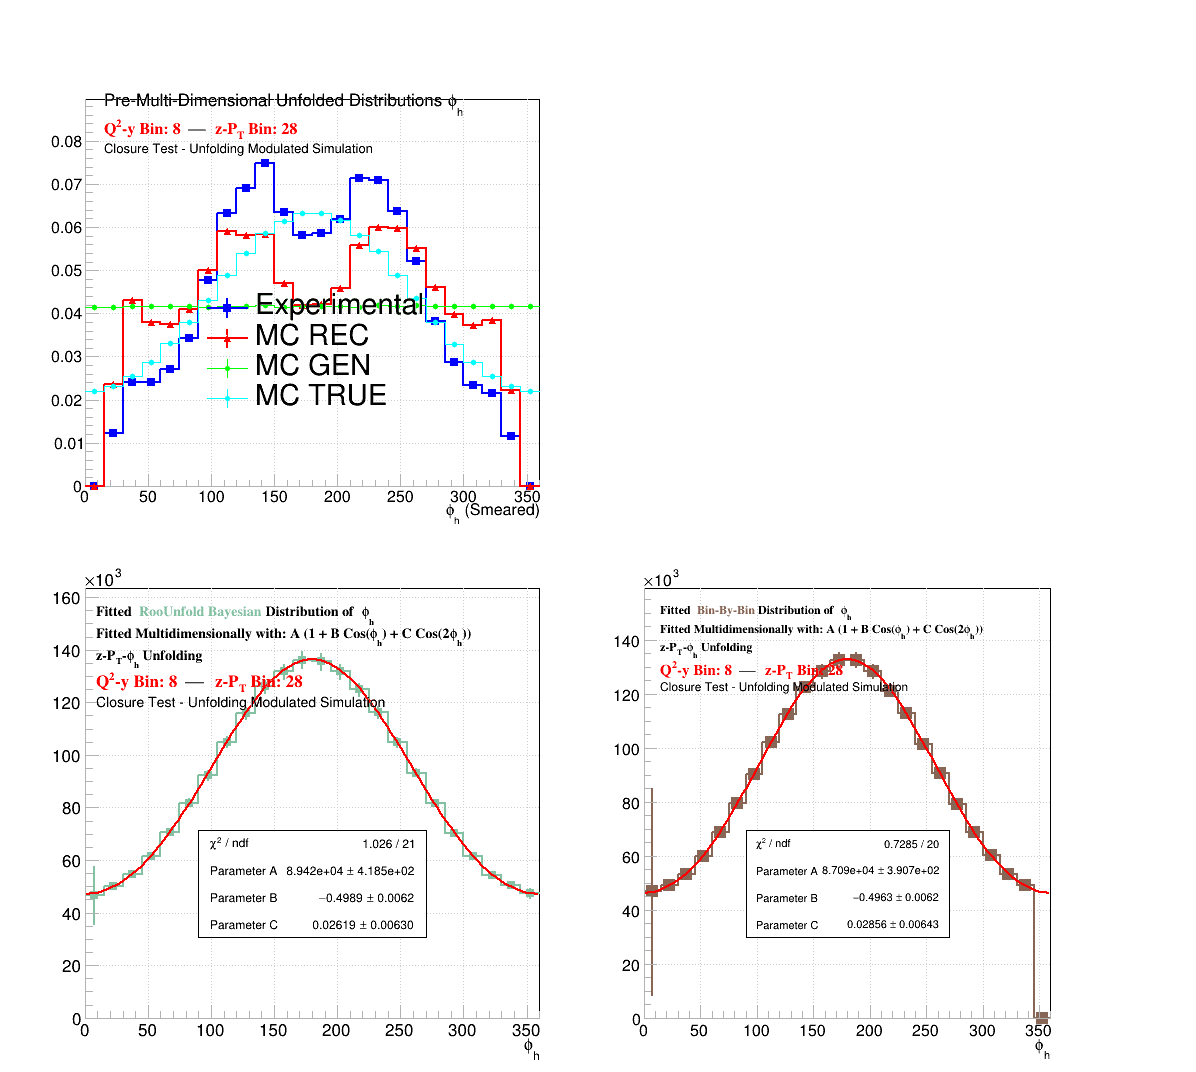 Pre-Multi-Dimensional Unfolded Distributions ϕh
Q²-y Bin: 8 — z-PT Bin: 28
Closure Test - Unfolding Modulated Simulation
0.08
0.07
0.06
0.05
0.04
0.03
0.02
0.01
0
Experimental
MC REC
MC GEN
MC TRUE
0 50 100 150 200 250 300 350
ϕh (Smeared)
×10³
Fitted RooUnfold Bayesian Distribution of ϕh
Fitted Multidimensionally with: A (1 + B Cos(ϕh) + C Cos(2ϕh))
z-PT-ϕh Unfolding
Q²-y Bin: 8 — z-PT Bin: 28
Closure Test - Unfolding Modulated Simulation
160
140
120
100
80
60
40
20
0
χ² / ndf 1.026 / 21
Parameter A 8.942e+04 ± 4.185e+02
Parameter B −0.4989 ± 0.0062
Parameter C 0.02619 ± 0.00630
0 50 100 150 200 250 300 350
ϕh
×10³
Fitted Bin-By-Bin Distribution of ϕh
Fitted Multidimensionally with: A (1 + B Cos(ϕh) + C Cos(2ϕh))
z-PT-ϕh Unfolding
Q²-y Bin: 8 — z-PT Bin: 28
Closure Test - Unfolding Modulated Simulation
140
120
100
80
60
40
20
0
χ² / ndf 0.7285 / 20
Parameter A 8.709e+04 ± 3.907e+02
Parameter B −0.4963 ± 0.0062
Parameter C 0.02856 ± 0.00643
0 50 100 150 200 250 300 350
ϕh